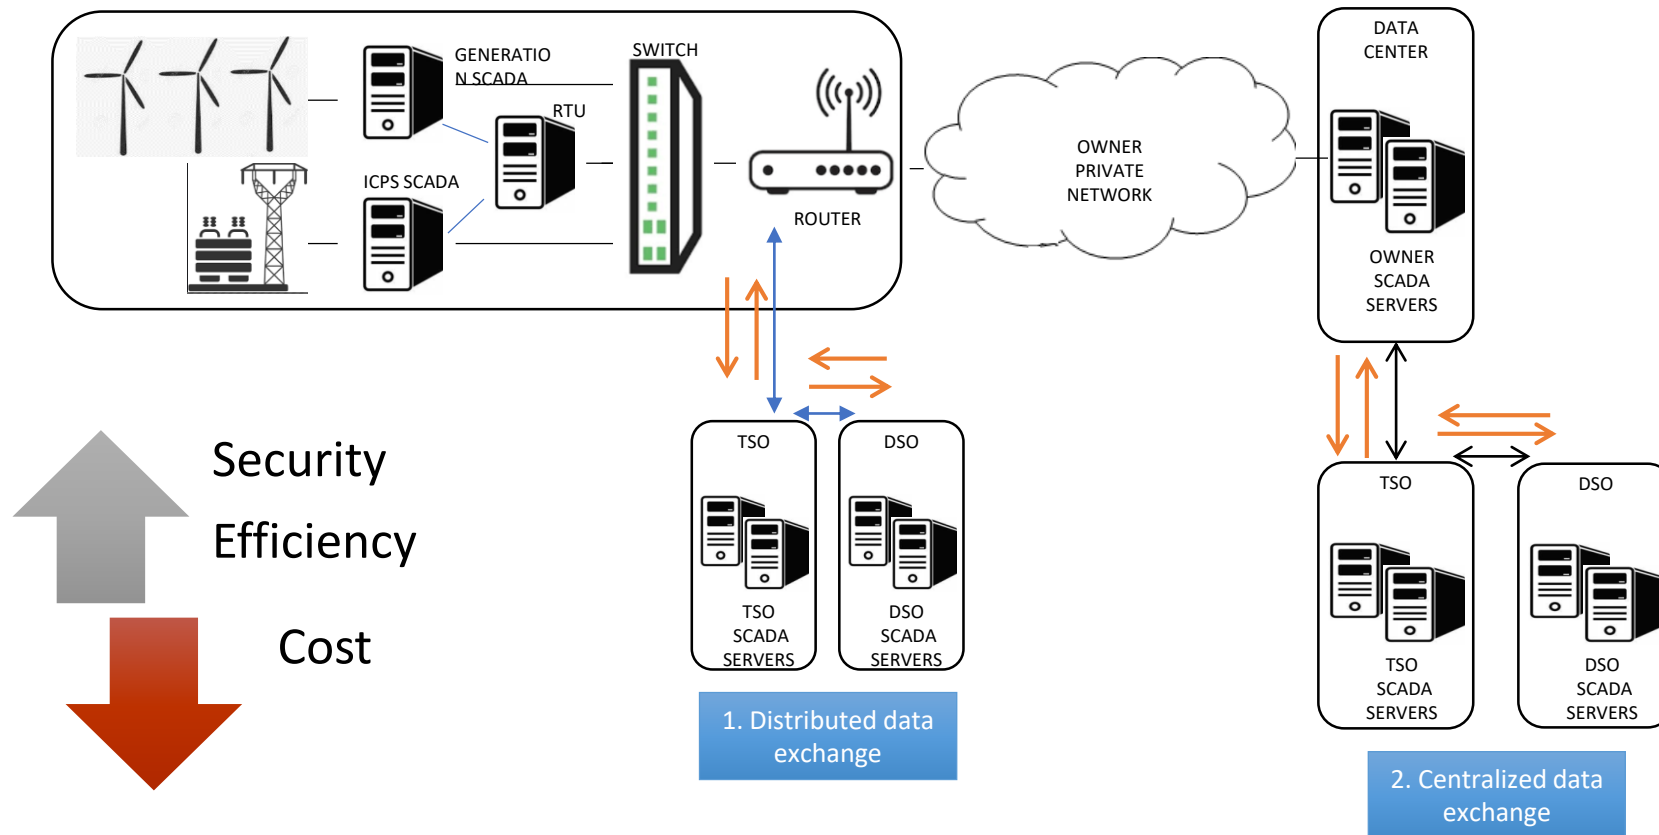 GENERATIO
N SCADA
SWITCH
RTU
ICPS SCADA
ROUTER
OWNER
PRIVATE
NETWORK
DATA
CENTER
OWNER
SCADA
SERVERS
Security
Efficiency
Cost
TSO
TSO
SCADA
SERVERS
DSO
DSO
SCADA
SERVERS
1. Distributed data
exchange
TSO
TSO
SCADA
SERVERS
DSO
DSO
SCADA
SERVERS
2. Centralized data
exchange